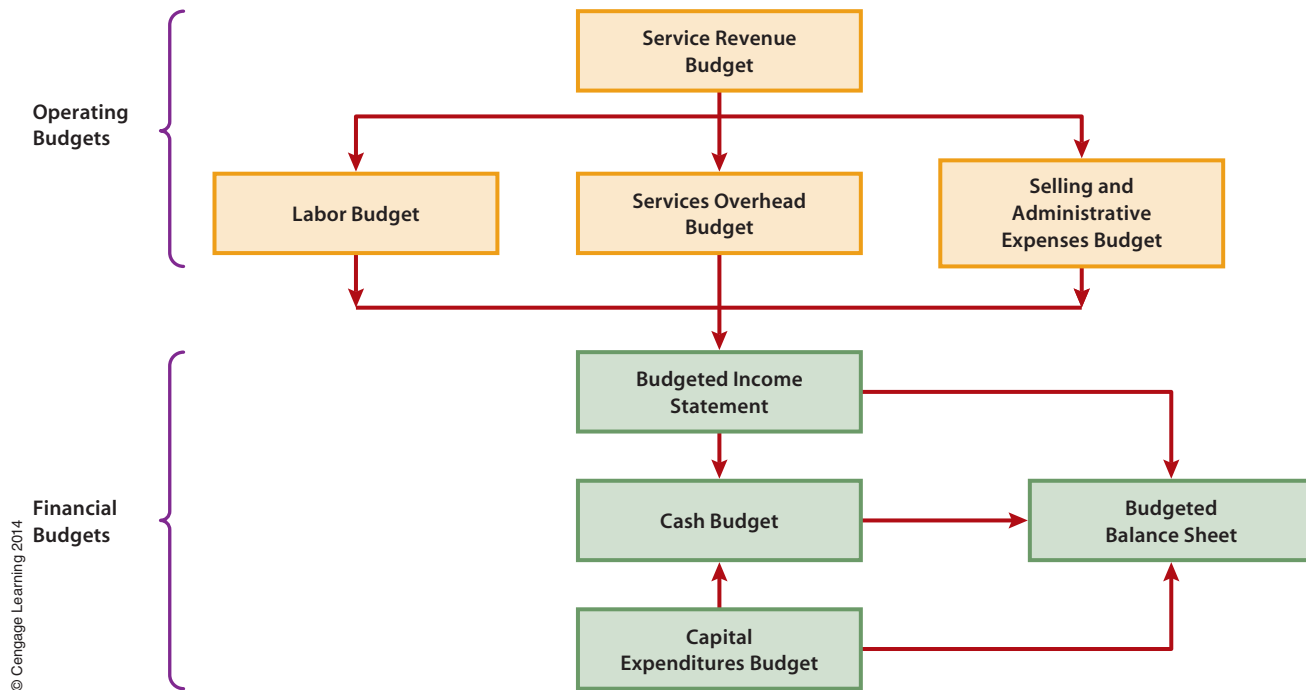 Service Revenue
Budget
Operating
Budgets
Labor Budget
Services Overhead
Budget
Selling and
Administrative
Expenses Budget
Budgeted Income
Statement
Financial
Budgets
Cash Budget
Budgeted
Balance Sheet
Capital
Expenditures Budget
© Cengage Learning 2014